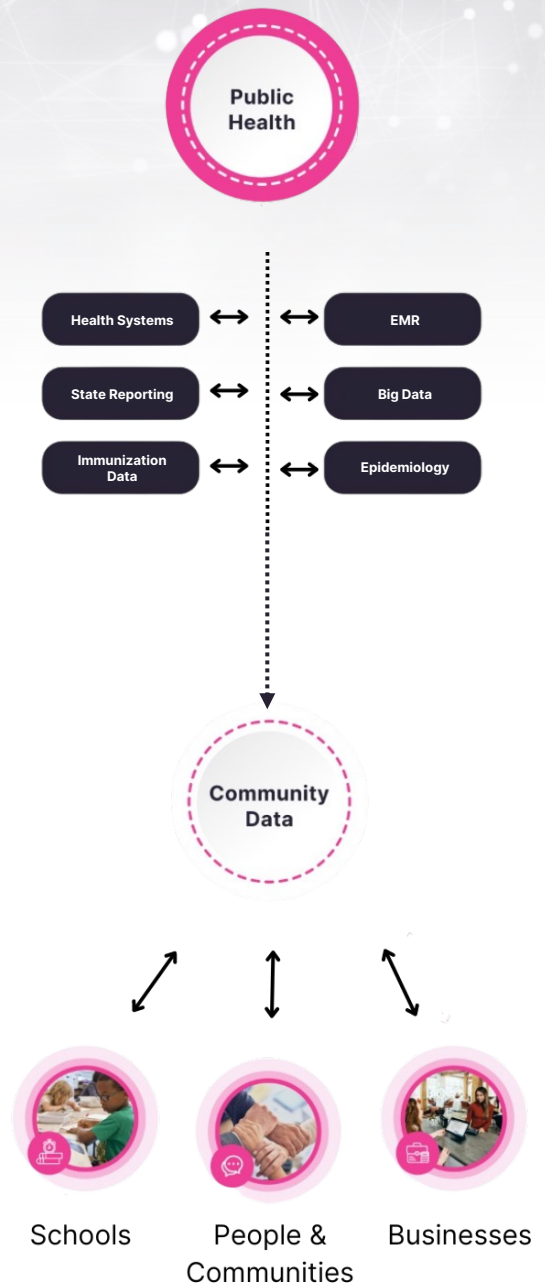 Public
Health
Health Systems
EMR
State Reporting
Big Data
Immunization
Data
Epidemiology
Community
Data
Schools
People &
Communities
Businesses